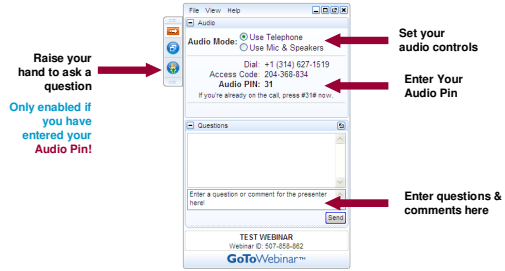 File View Help
Audio
Audio Mode: Use Telephone
Use Mic & Speakers
Dial: +1 (314) 627-1519
Access Code: 204-368-834
Audio PIN: 31
If you're already on the call, press #31# now.
Questions
Enter a question or comment for the presenter
here!
Send
TEST WEBINAR
Webinar ID: 507-858-862
GoToWebinar™
Raise your
hand to ask a
question
Only enabled if
you have
entered your
Audio Pin!
Set your
audio controls
Enter Your
Audio Pin
Enter questions &
comments here